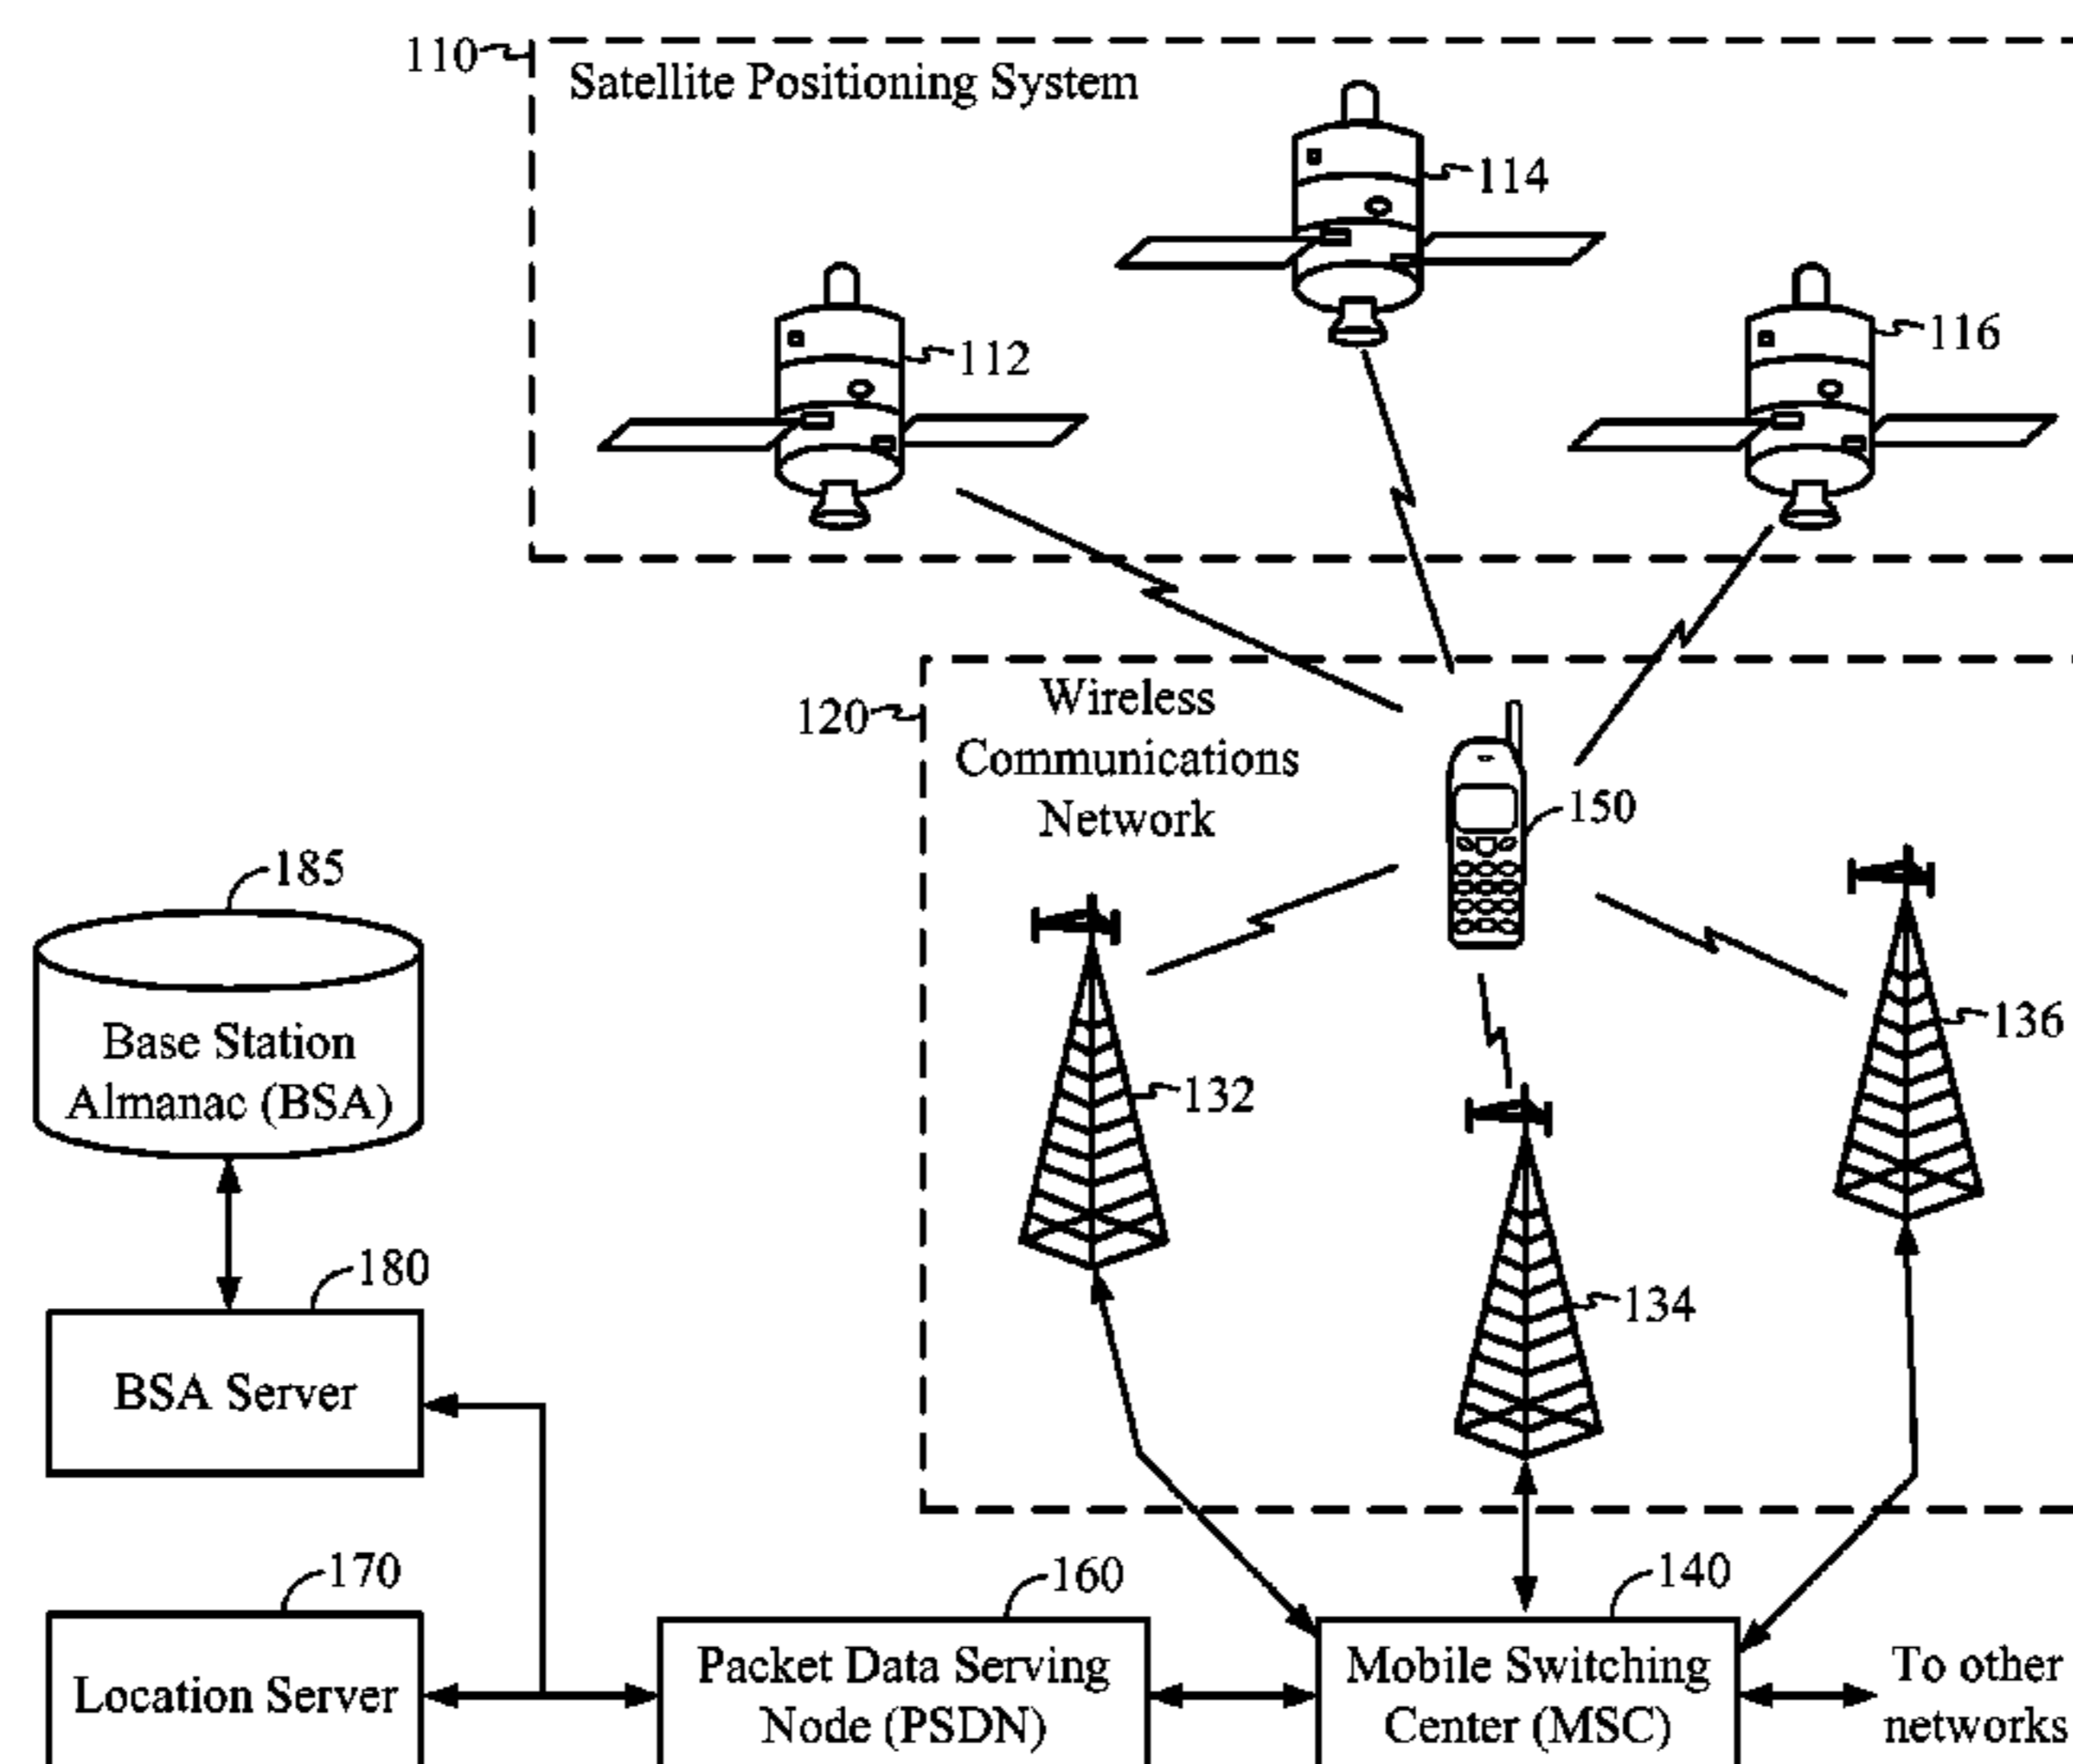 110
Satellite Positioning System
114
116
112
120
Wireless
Communications
Network
150
185
136
Base Station
Almanac (BSA)
132
180
134
BSA Server
170
160
140
Location Server
Packet Data Serving
Node (PSDN)
Mobile Switching
Center (MSC)
To other
networks